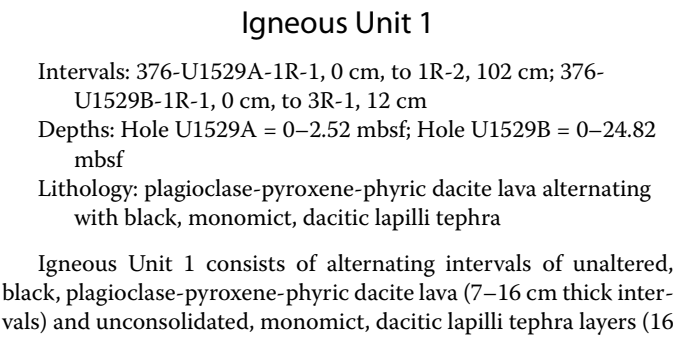 Igneous Unit 1
Intervals: 376-U1529A-1R-1, 0 cm, to 1R-2, 102 cm; 376-
U1529B-1R-1, 0 cm, to 3R-1, 12 cm
Depths: Hole U1529A = 0–2.52 mbsf; Hole U1529B = 0–24.82
mbsf
Lithology: plagioclase-pyroxene-phyric dacite lava alternating
with black, monomict, dacitic lapilli tephra
Igneous Unit 1 consists of alternating intervals of unaltered,
black, plagioclase-pyroxene-phyric dacite lava (7–16 cm thick inter-
vals) and unconsolidated, monomict, dacitic lapilli tephra layers (16